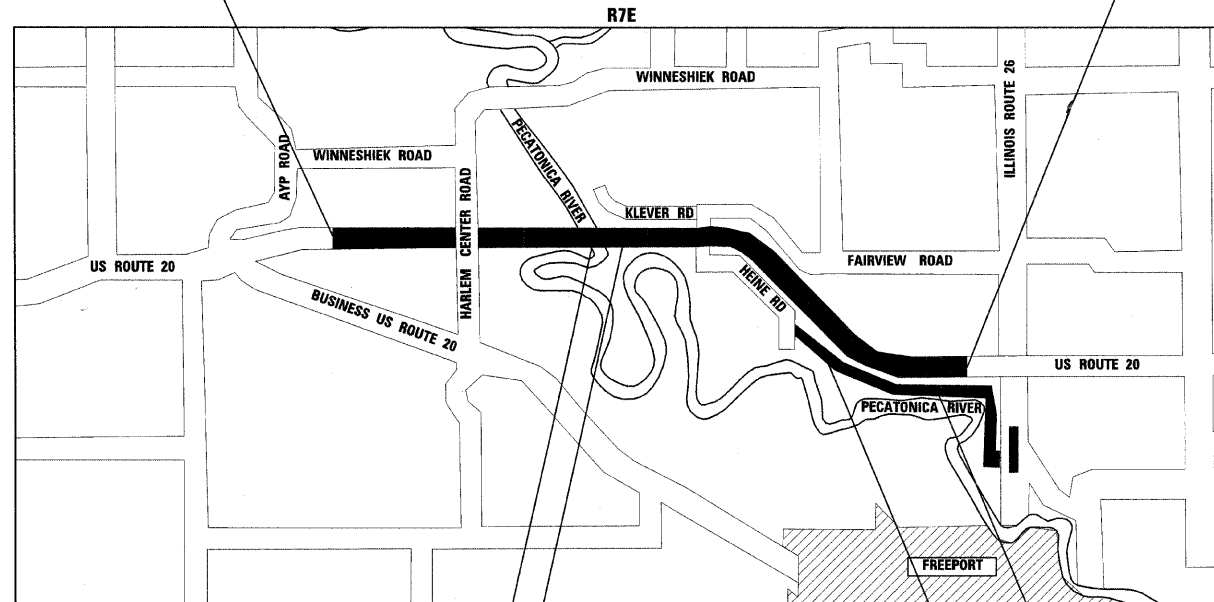 R7E
WINNESHIEK ROAD
ILLINOIS ROUTE 26
PECATONICA RIVER
AYP ROAD
WINNESHIEK ROAD
HARLEM CENTER ROAD
KLEVER RD
US ROUTE 20
FAIRVIEW ROAD
HEINE RD
BUSINESS US ROUTE 20
US ROUTE 20
PECATONICA RIVER
FREEPORT